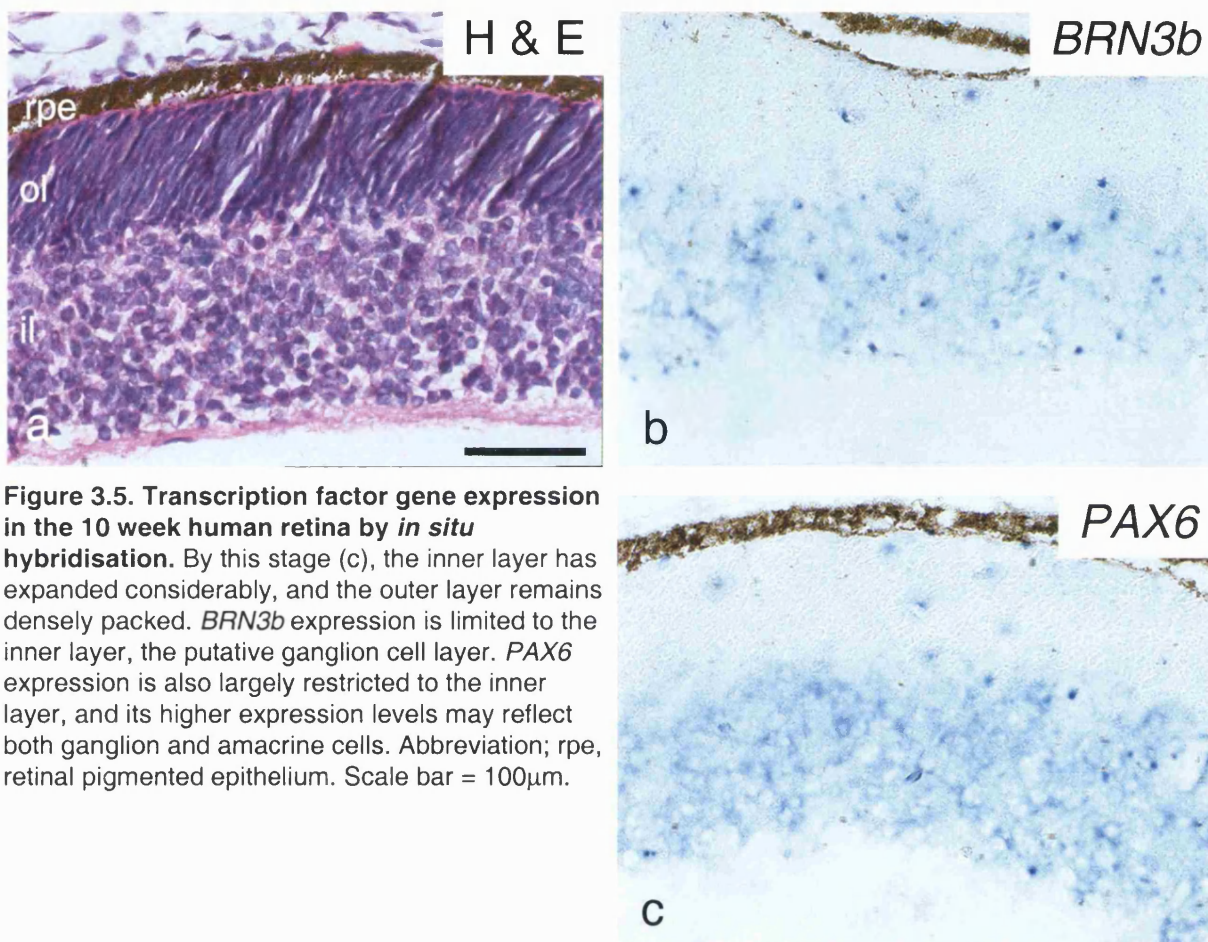 H & E
rpe
ol
il
a
BRN3b
b
Figure 3.5. Transcription factor gene expression
in the 10 week human retina by in situ
hybridisation. By this stage (c), the inner layer has
expanded considerably, and the outer layer remains
densely packed. BRN3b expression is limited to the
inner layer, the putative ganglion cell layer. PAX6
expression is also largely restricted to the inner
layer, and its higher expression levels may reflect
both ganglion and amacrine cells. Abbreviation; rpe,
retinal pigmented epithelium. Scale bar = 100µm.
PAX6
c